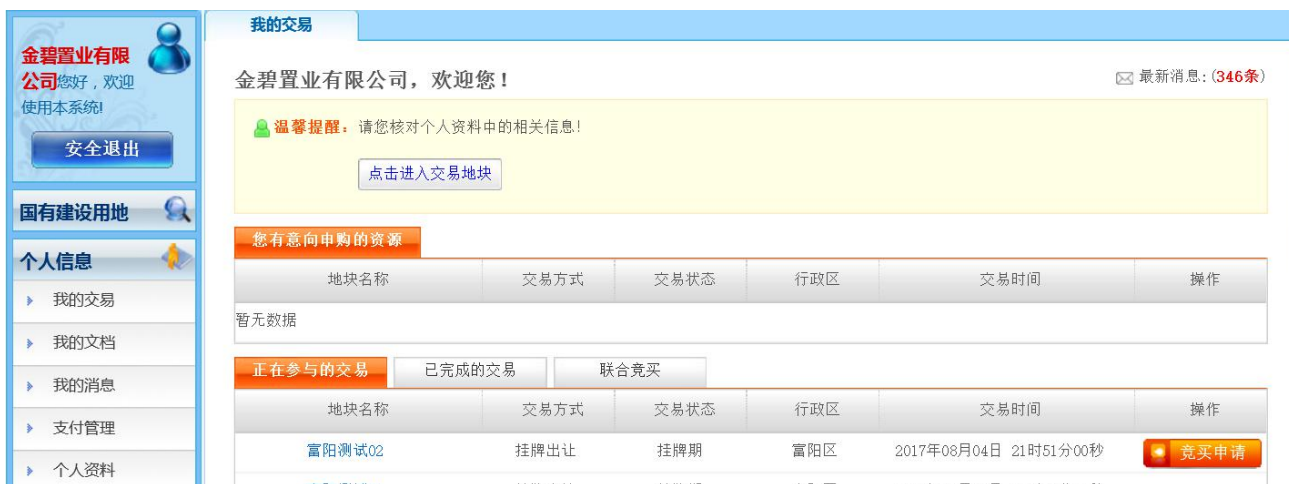 我的交易
金碧置业有限
公司您好，欢迎
使用本系统!
安全退出
国有建设用地
个人信息
我的交易
我的文档
我的消息
支付管理
个人资料
金碧置业有限公司，欢迎您！
最新消息：(346条)
温馨提醒：请您核对个人资料中的相关信息！
点击进入交易地块
您有意向申购的资源
地块名称 交易方式 交易状态 行政区 交易时间 操作
暂无数据
正在参与的交易 已完成的交易 联合竞买
地块名称 交易方式 交易状态 行政区 交易时间 操作
富阳测试02 挂牌出让 挂牌期 富阳区 2017年08月04日 21时51分00秒 竞买申请